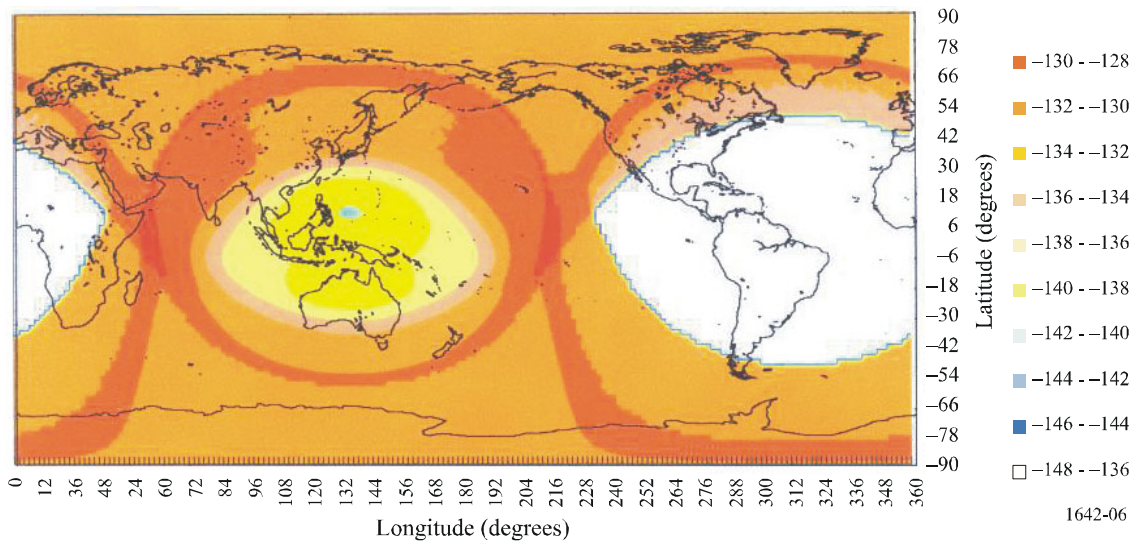 90
78
66
54
42
30
18
6
–6
–18
–30
–42
–54
–66
–78
–90
Latitude (degrees)
0 12 36 48 24 60 72 84 96 108 120 132 144 156 168 180 192 204 216 228 240 252 264 276 288 300 312 324 336 348 360
Longitude (degrees)
–130 - –128
–132 - –130
–134 - –132
–136 - –134
–138 - –136
–140 - –138
–142 - –140
–144 - –142
–146 - –144
–148 - –136
1642-06